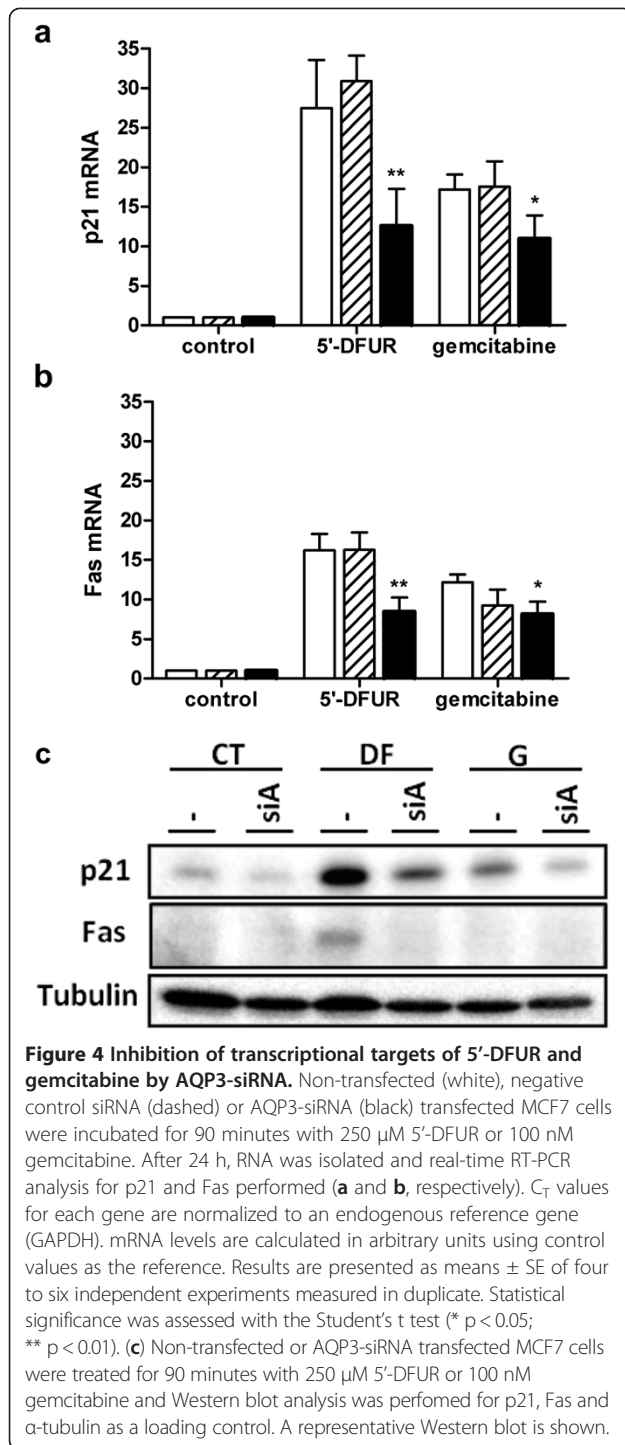 a
35
30
25
20
15
10
5
0
p21 mRNA
**
*
control 5'-DFUR gemcitabine
b
35
30
25
20
15
10
5
0
Fas mRNA
**
*
control 5'-DFUR gemcitabine
c
CT DF G
- siA - siA - siA
p21
Fas
Tubulin
Figure 4 Inhibition of transcriptional targets of 5'-DFUR and
gemcitabine by AQP3-siRNA. Non-transfected (white), negative
control siRNA (dashed) or AQP3-siRNA (black) transfected MCF7 cells
were incubated for 90 minutes with 250 μM 5'-DFUR or 100 nM
gemcitabine. After 24 h, RNA was isolated and real-time RT-PCR
analysis for p21 and Fas performed (a and b, respectively). CT values
for each gene are normalized to an endogenous reference gene
(GAPDH). mRNA levels are calculated in arbitrary units using control
values as the reference. Results are presented as means ± SE of four
to six independent experiments measured in duplicate. Statistical
significance was assessed with the Student's t test (* p < 0.05;
** p < 0.01). (c) Non-transfected or AQP3-siRNA transfected MCF7 cells
were treated for 90 minutes with 250 μM 5'-DFUR or 100 nM
gemcitabine and Western blot analysis was perfomed for p21, Fas and
α-tubulin as a loading control. A representative Western blot is shown.